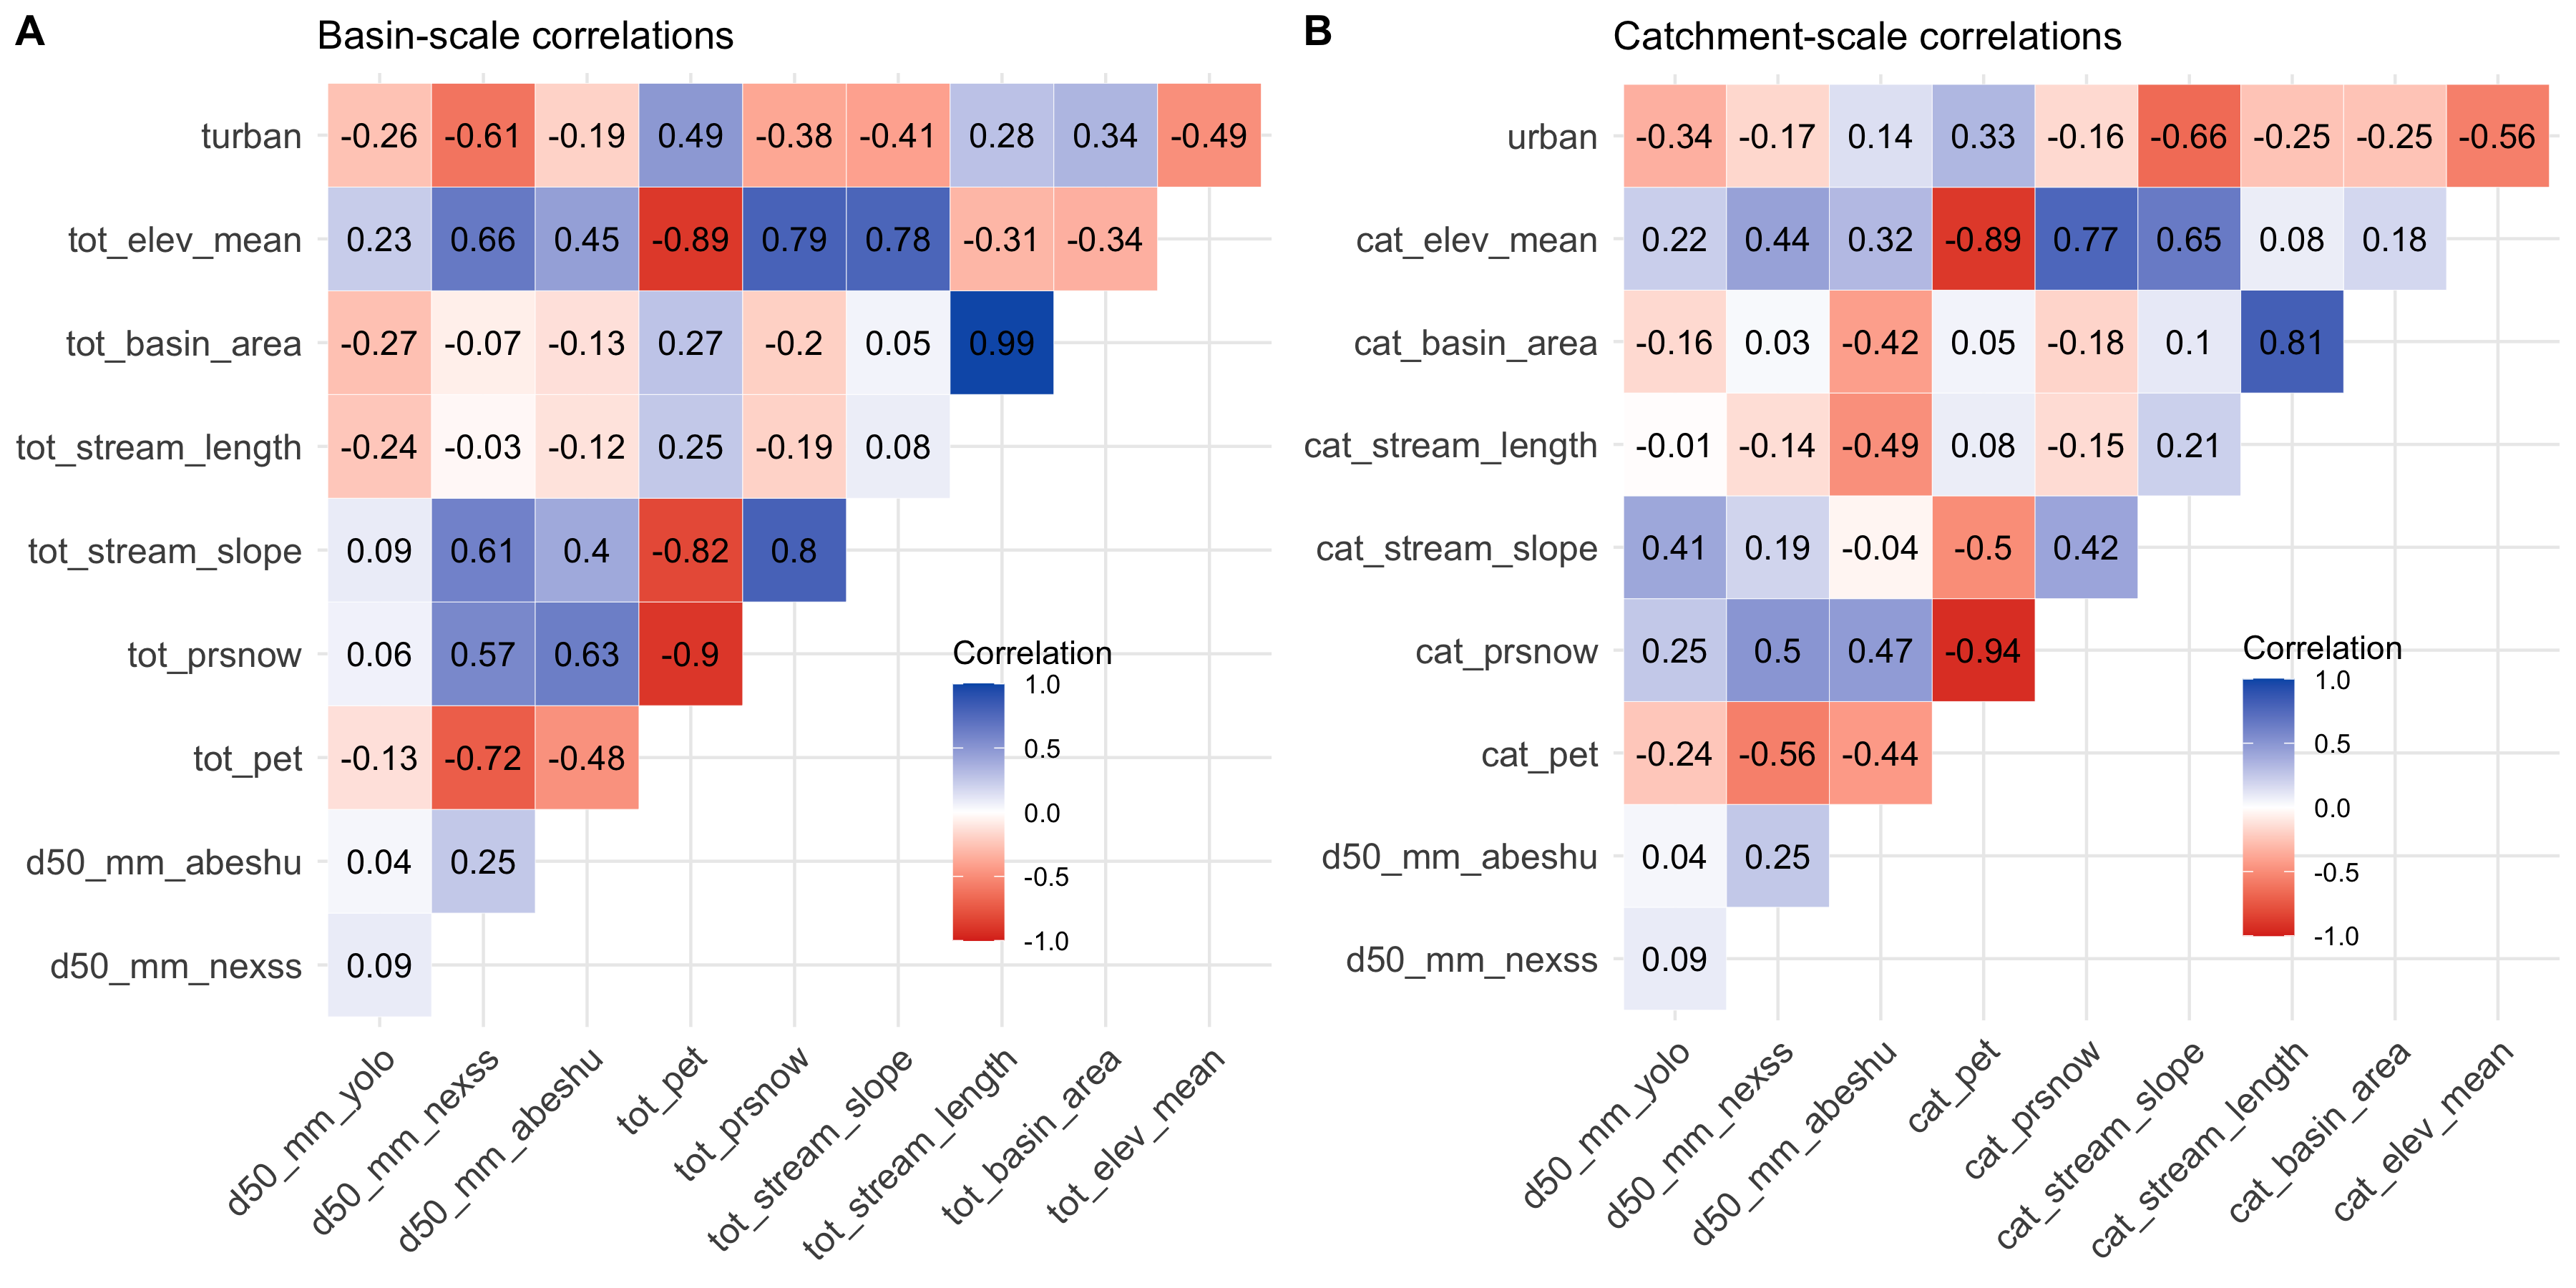 A
Basin-scale correlations
turban -0.26 -0.61 -0.19 0.49 -0.38 -0.41 0.28 0.34 -0.49
tot_elev_mean 0.23 0.66 0.45 -0.89 0.79 0.78 -0.31 -0.34
tot_basin_area -0.27 -0.07 -0.13 0.27 -0.2 0.05 0.99
tot_stream_length -0.24 -0.03 -0.12 0.25 -0.19 0.08
tot_stream_slope 0.09 0.61 0.4 -0.82 0.8
tot_prsnow 0.06 0.57 0.63 -0.9
tot_pet -0.13 -0.72 -0.48
d50_mm_abeshu 0.04 0.25
d50_mm_nexss 0.09
Correlation
1.0
0.5
0.0
-0.5
-1.0
d50_mm_yolo
d50_mm_nexss
d50_mm_abeshu
tot_pet
tot_prsnow
tot_stream_slope
tot_stream_length
tot_basin_area
tot_elev_mean
B
Catchment-scale correlations
urban -0.34 -0.17 0.14 0.33 -0.16 -0.66 -0.25 -0.25 -0.56
cat_elev_mean 0.22 0.44 0.32 -0.89 0.77 0.65 0.08 0.18
cat_basin_area -0.16 0.03 -0.42 0.05 -0.18 0.1 0.81
cat_stream_length -0.01 -0.14 -0.49 0.08 -0.15 0.21
cat_stream_slope 0.41 0.19 -0.04 -0.5 0.42
cat_prsnow 0.25 0.5 0.47 -0.94
cat_pet -0.24 -0.56 -0.44
d50_mm_abeshu 0.04 0.25
d50_mm_nexss 0.09
Correlation
1.0
0.5
0.0
-0.5
-1.0
d50_mm_yolo
d50_mm_nexss
d50_mm_abeshu
cat_pet
cat_prsnow
cat_stream_slope
cat_stream_length
cat_basin_area
cat_elev_mean